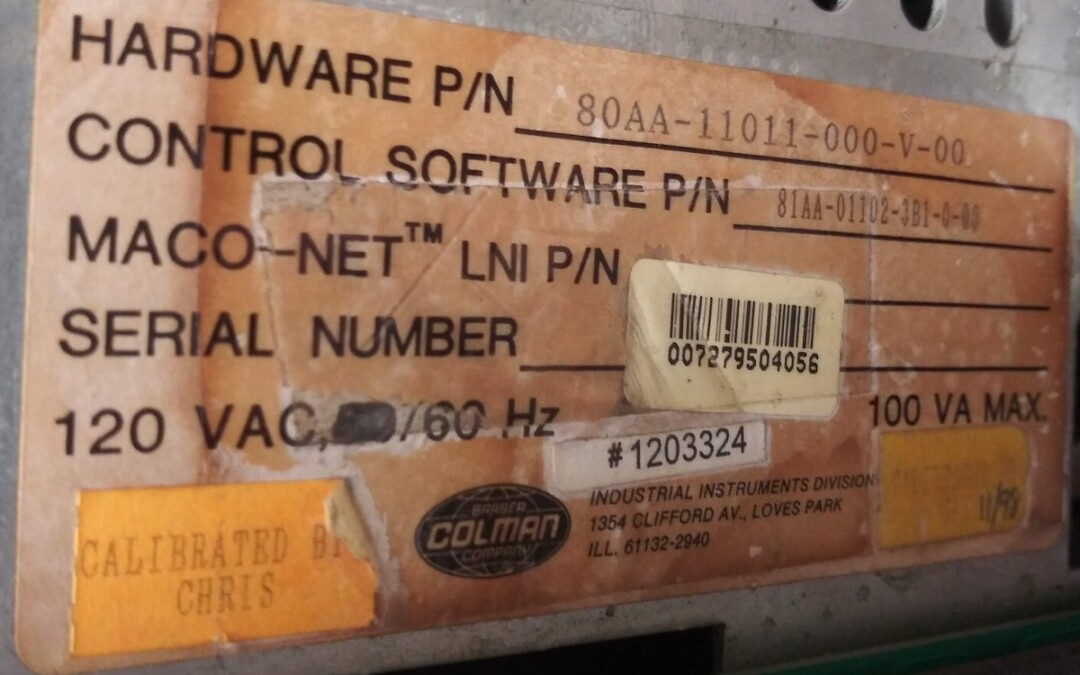 HARDWARE P/N 80AA-11011-000-V-00
CONTROL SOFTWARE P/N 81AA-01102-3B1-0-00
MACO-NET™ LNI P/N
007279504056
SERIAL NUMBER
120 VAC, /60 Hz
100 VA MAX.
#1203324
BARBER
COLMAN
COMPANY
INDUSTRIAL INSTRUMENTS DIVISION
1354 CLIFFORD AV., LOVES PARK
ILL. 61132-2940
11/98
CALIBRATED
CHRIS